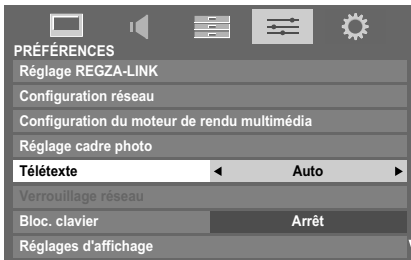 PRÉFÉRENCES
Réglage REGZA-LINK
Configuration réseau
Configuration du moteur de rendu multimédia
Réglage cadre photo
Télétexte Auto
Verrouillage réseau
Bloc. clavier Arrêt
Réglages d'affichage